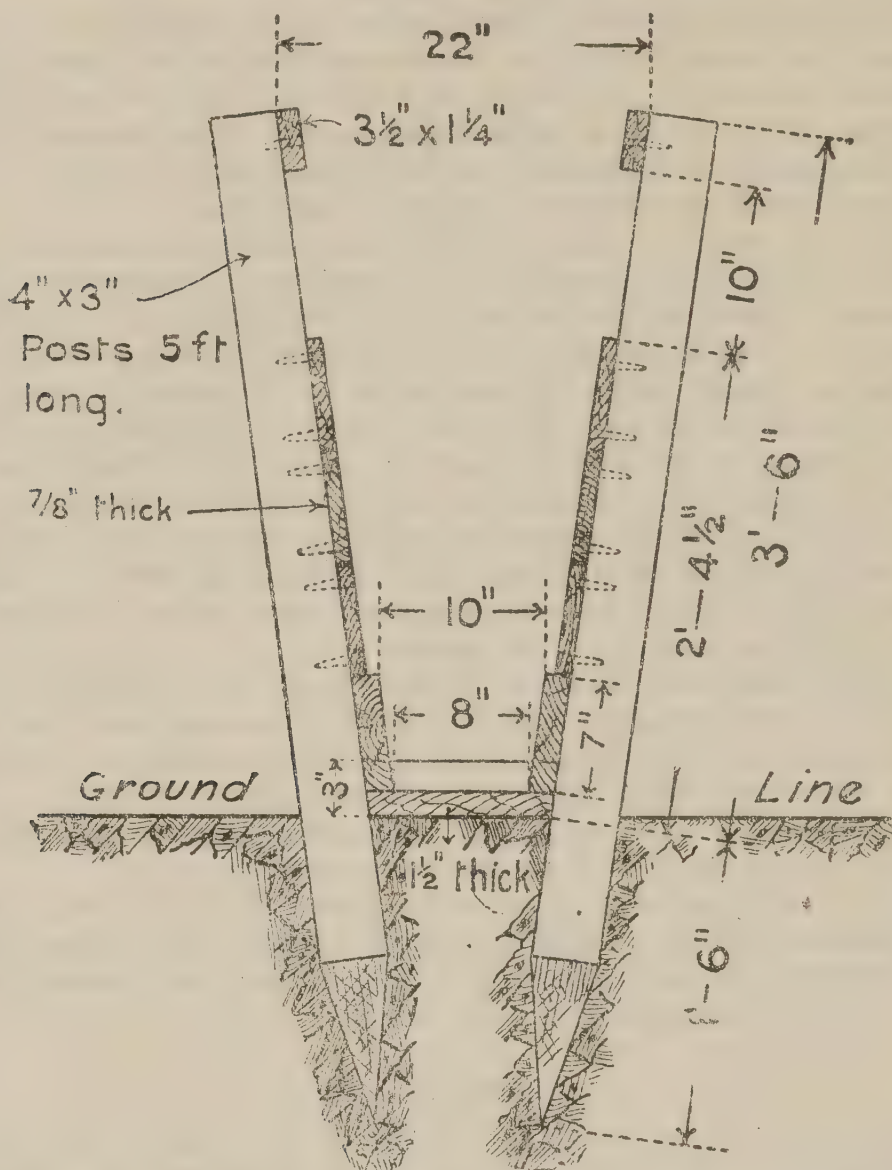 22"
3½" x 1¼"
4" x 3"
Posts 5 ft
long.
10"
3'—6"
7/8" thick
2'—4½"
10"
8"
7"
3"
Ground
Line
1½" thick
1'—6"